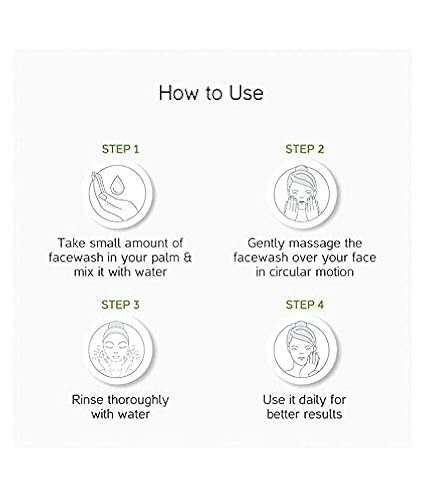 How to Use
STEP 1
Take small amount of
facewash in your palm &
mix it with water
STEP 2
Gently massage the
facewash over your face
in circular motion
STEP 3
Rinse thoroughly
with water
STEP 4
Use it daily for
better results